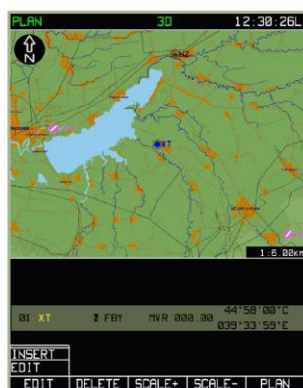 PLAN 3D 12:30:26L
N
XT
1:6.00km
01 XT FBY MVR 000.00 44°58'00"С
039°33'59"E
INSERT
EDIT
EDIT DELETE SCALE+ SCALE- PLAN